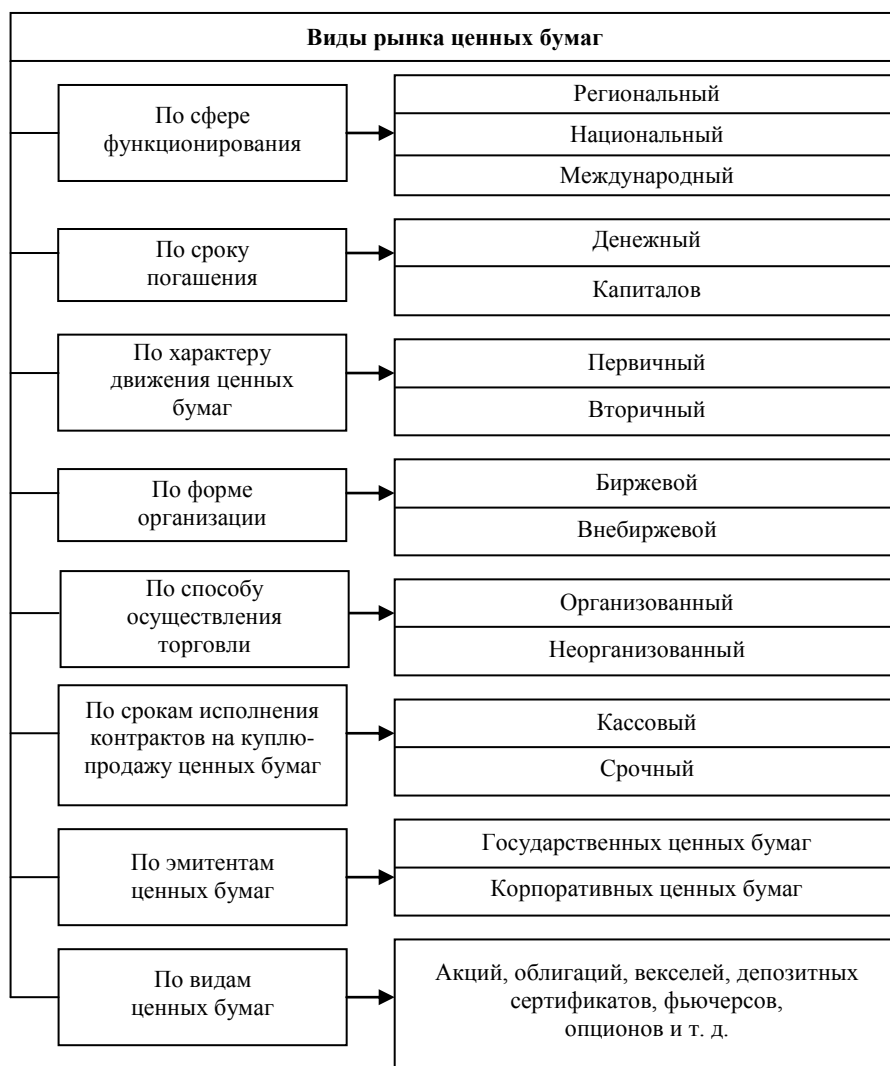 Виды рынка ценных бумаг
По сфере
функционирования
Региональный
Национальный
Международный
По сроку
погашения
Денежный
Капиталов
По характеру
движения ценных
бумаг
Первичный
Вторичный
По форме
организации
Биржевой
Внебиржевой
По способу
осуществления
торговли
Организованный
Неорганизованный
По срокам исполнения
контрактов на куплю-
продажу ценных бумаг
Кассовый
Срочный
По эмитентам
ценных бумаг
Государственных ценных бумаг
Корпоративных ценных бумаг
По видам
ценных бумаг
Акций, облигаций, векселей, депозитных
сертификатов, фьючерсов,
опционов и т. д.